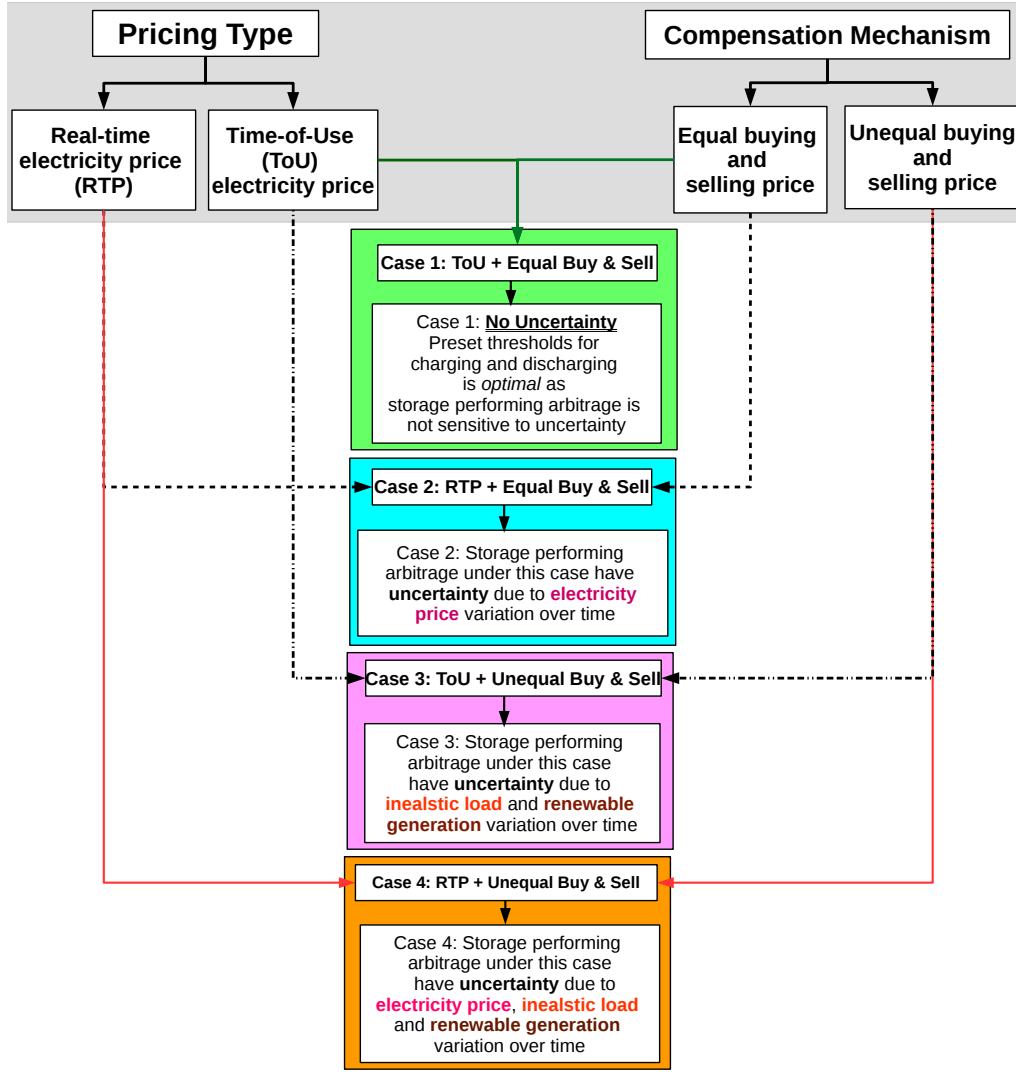 Pricing Type
Compensation Mechanism
Real-time
electricity price
(RTP)
Time-of-Use
(ToU)
electricity price
Equal buying
and
selling price
Unequal buying
and
selling price
Case 1: ToU + Equal Buy & Sell
Case 1: No Uncertainty
Preset thresholds for
charging and discharging
is optimal as
storage performing arbitrage is
not sensitive to uncertainty
Case 2: RTP + Equal Buy & Sell
Case 2: Storage performing
arbitrage under this case have
uncertainty due to electricity
price variation over time
Case 3: ToU + Unequal Buy & Sell
Case 3: Storage performing
arbitrage under this case
have uncertainty due to
inealstic load and renewable
generation variation over time
Case 4: RTP + Unequal Buy & Sell
Case 4: Storage performing
arbitrage under this case
have uncertainty due to
electricity price, inealstic load
and renewable generation
variation over time